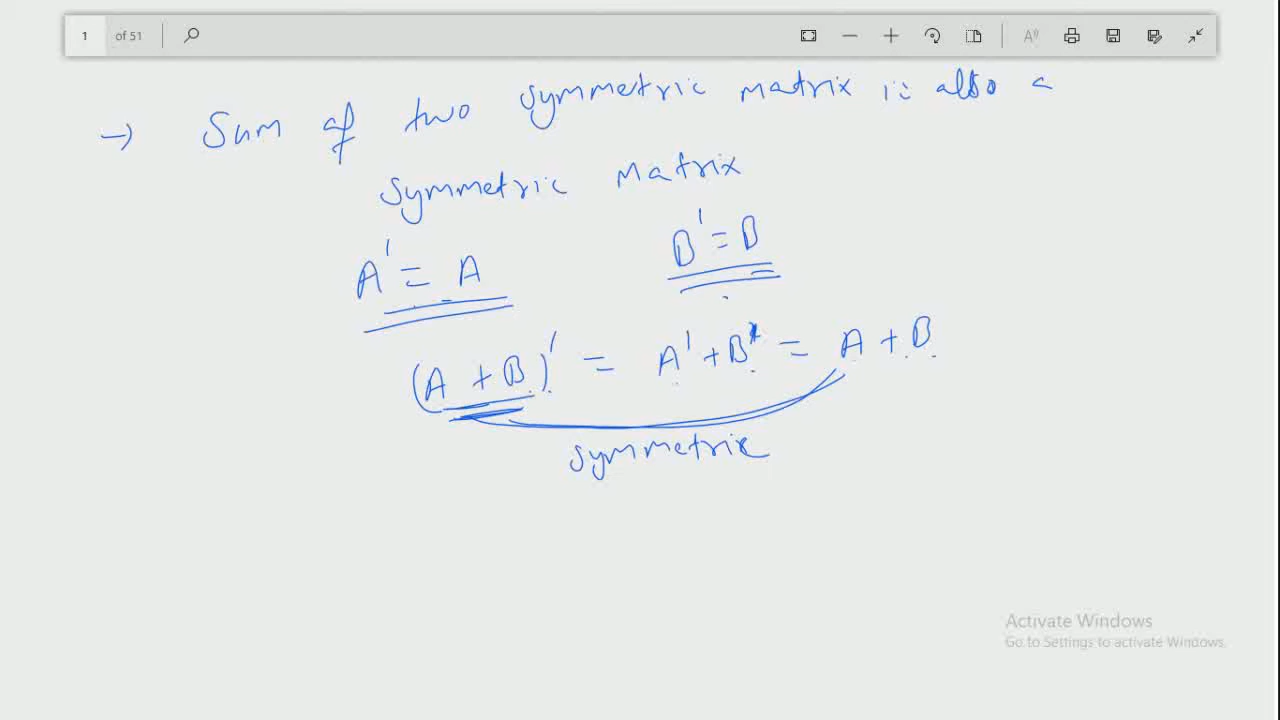 1 of 51
→ Sum of two symmetric matrix is also a
symmetric matrix
A' = A B' = B
(A + B)' = A' + B' = A + B
symmetric
Activate Windows
Go to Settings to activate Windows.